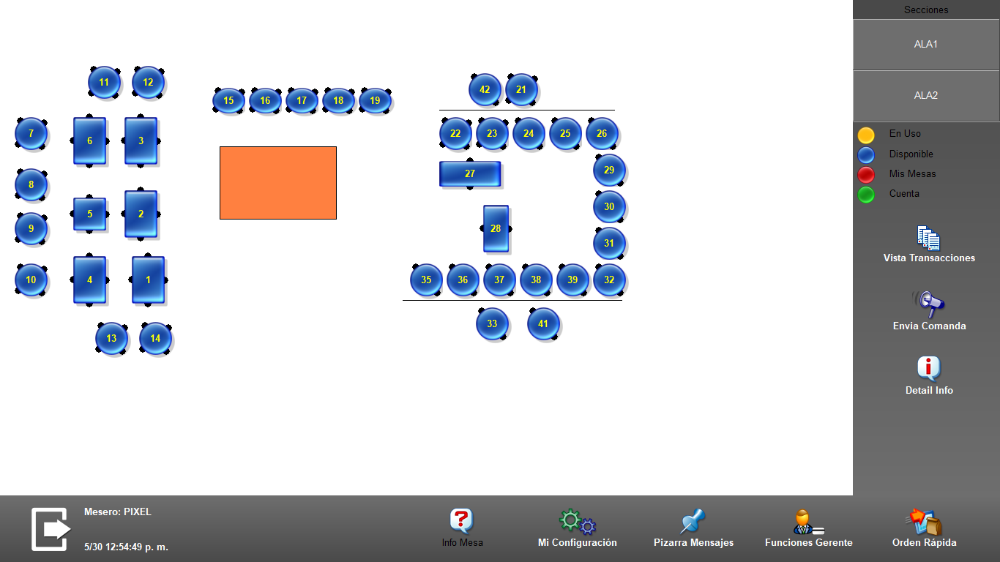 Secciones
ALA1
ALA2
En Uso
Disponible
Mis Mesas
Cuenta
Vista Transacciones
Envia Comanda
Detail Info
11 12
42 21
15 16 17 18 19
7 6 3
22 23 24 25 26
8
27 29
5 2
30
9
28 31
10 4 1
35 36 37 38 39 32
13 14
33 41
Mesero: PIXEL
5/30 12:54:49 p. m.
Info Mesa
Mi Configuración
Pizarra Mensajes
Funciones Gerente
Orden Rápida